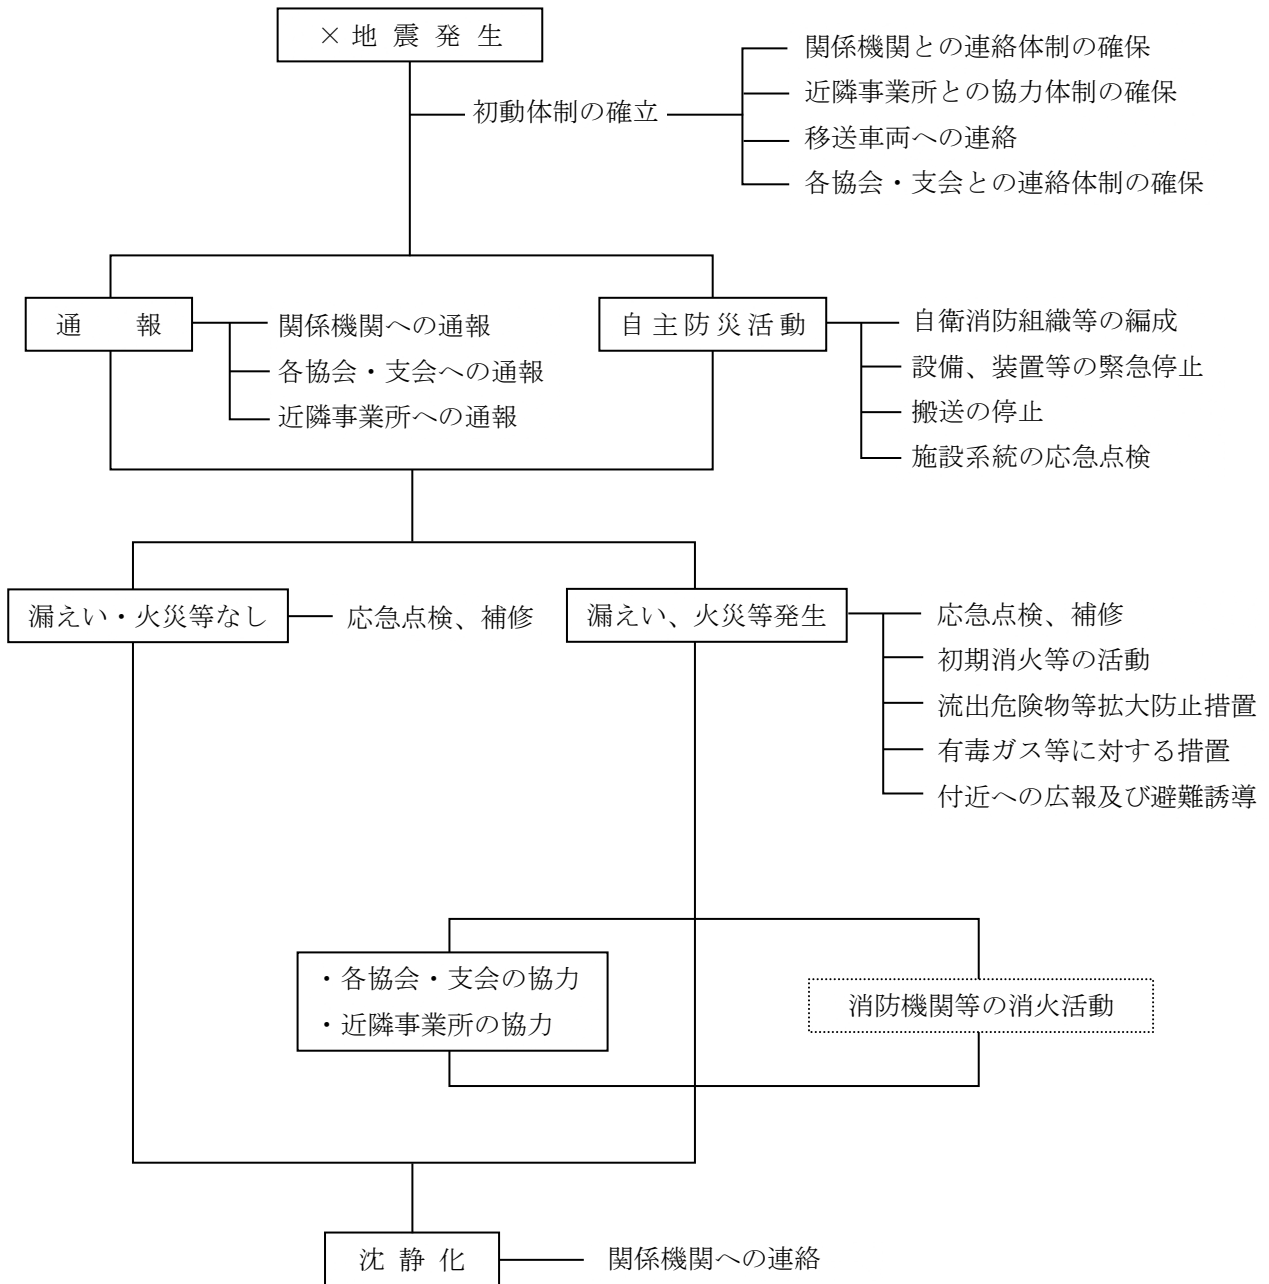 ×地震発生
初動体制の確立
関係機関との連絡体制の確保
近隣事業所との協力体制の確保
移送車両への連絡
各協会・支会との連絡体制の確保
通報
関係機関への通報
各協会・支会への通報
近隣事業所への通報
自主防災活動
自衛消防組織等の編成
設備、装置等の緊急停止
搬送の停止
施設系統の応急点検
漏えい・火災等なし
応急点検、補修
漏えい、火災等発生
応急点検、補修
初期消火等の活動
流出危険物等拡大防止措置
有毒ガス等に対する措置
付近への広報及び避難誘導
・各協会・支会の協力
・近隣事業所の協力
消防機関等の消火活動
沈静化
関係機関への連絡